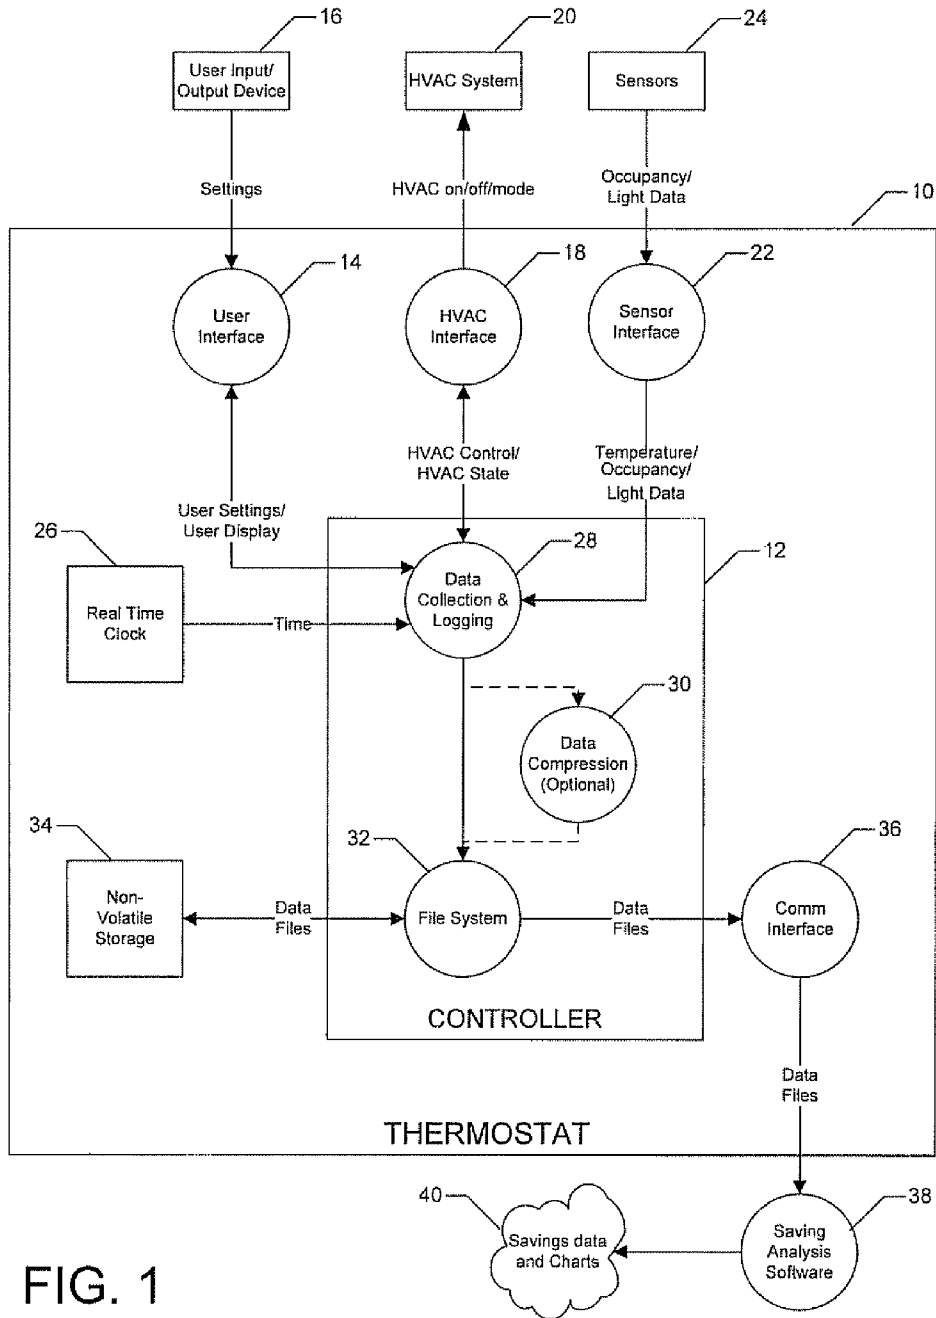 16
20
24
User Input/
Output Device
HVAC System
Sensors
Settings
HVAC on/off/mode
Occupancy/
Light Data
10
14
18
22
User
Interface
HVAC
Interface
Sensor
Interface
HVAC Control/
HVAC State
Temperature/
Occupancy/
Light Data
User Settings/
User Display
26
28
12
Data
Collection &
Logging
Real Time
Clock
Time
30
Data
Compression
(Optional)
34
32
36
Non-
Volatile
Storage
Data
Files
File System
Data
Files
Comm
Interface
CONTROLLER
Data
Files
THERMOSTAT
40
38
Savings data
and Charts
Saving
Analysis
Software
FIG. 1